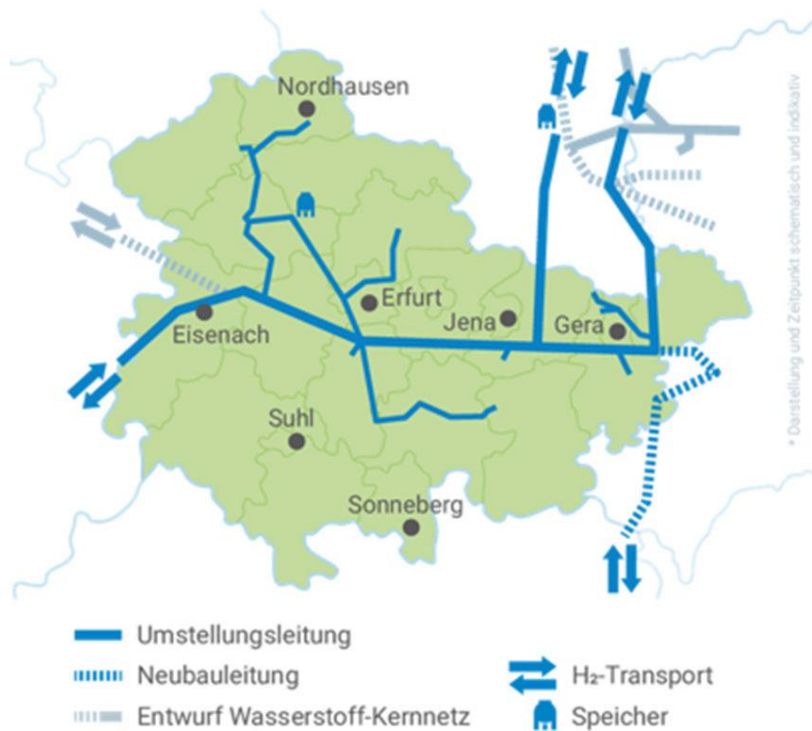 Nordhausen
Erfurt
Jena
Gera
Eisenach
Suhl
Sonneberg
* Darstellung und Zeitpunkt schematisch und indikativ
Umstellungsleitung
Neubauleitung
H₂-Transport
Entwurf Wasserstoff-Kernnetz
Speicher